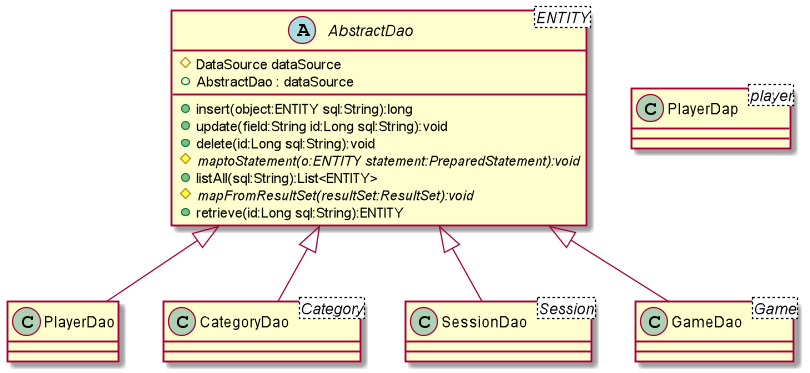 ENTITY
A AbstractDao
DataSource dataSource
AbstractDao : dataSource
insert(object:ENTITY sql:String):long
update(field:String id:Long sql:String):void
delete(id:Long sql:String):void
maptoStatement(o:ENTITY statement:PreparedStatement):void
listAll(sql:String):List<ENTITY>
mapFromResultSet(resultSet:ResultSet):void
retrieve(id:Long sql:String):ENTITY
player
C PlayerDap
C PlayerDao
Category
C CategoryDao
Session
C SessionDao
Game
C GameDao